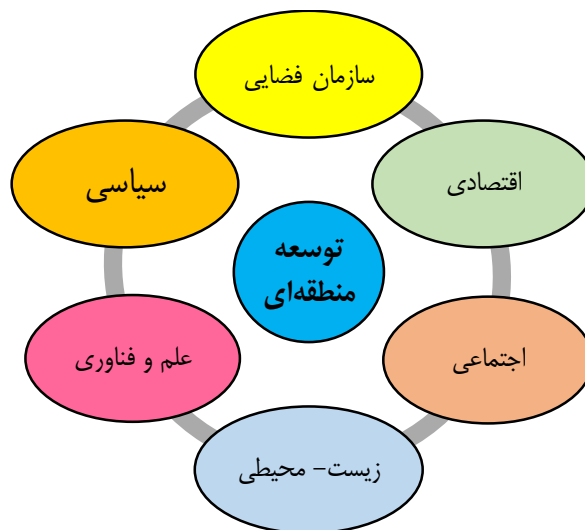 سازمان فضایی
اقتصادی
سیاسی
توسعه
منطقه‌ای
اجتماعی
علم و فناوری
زیست- محیطی